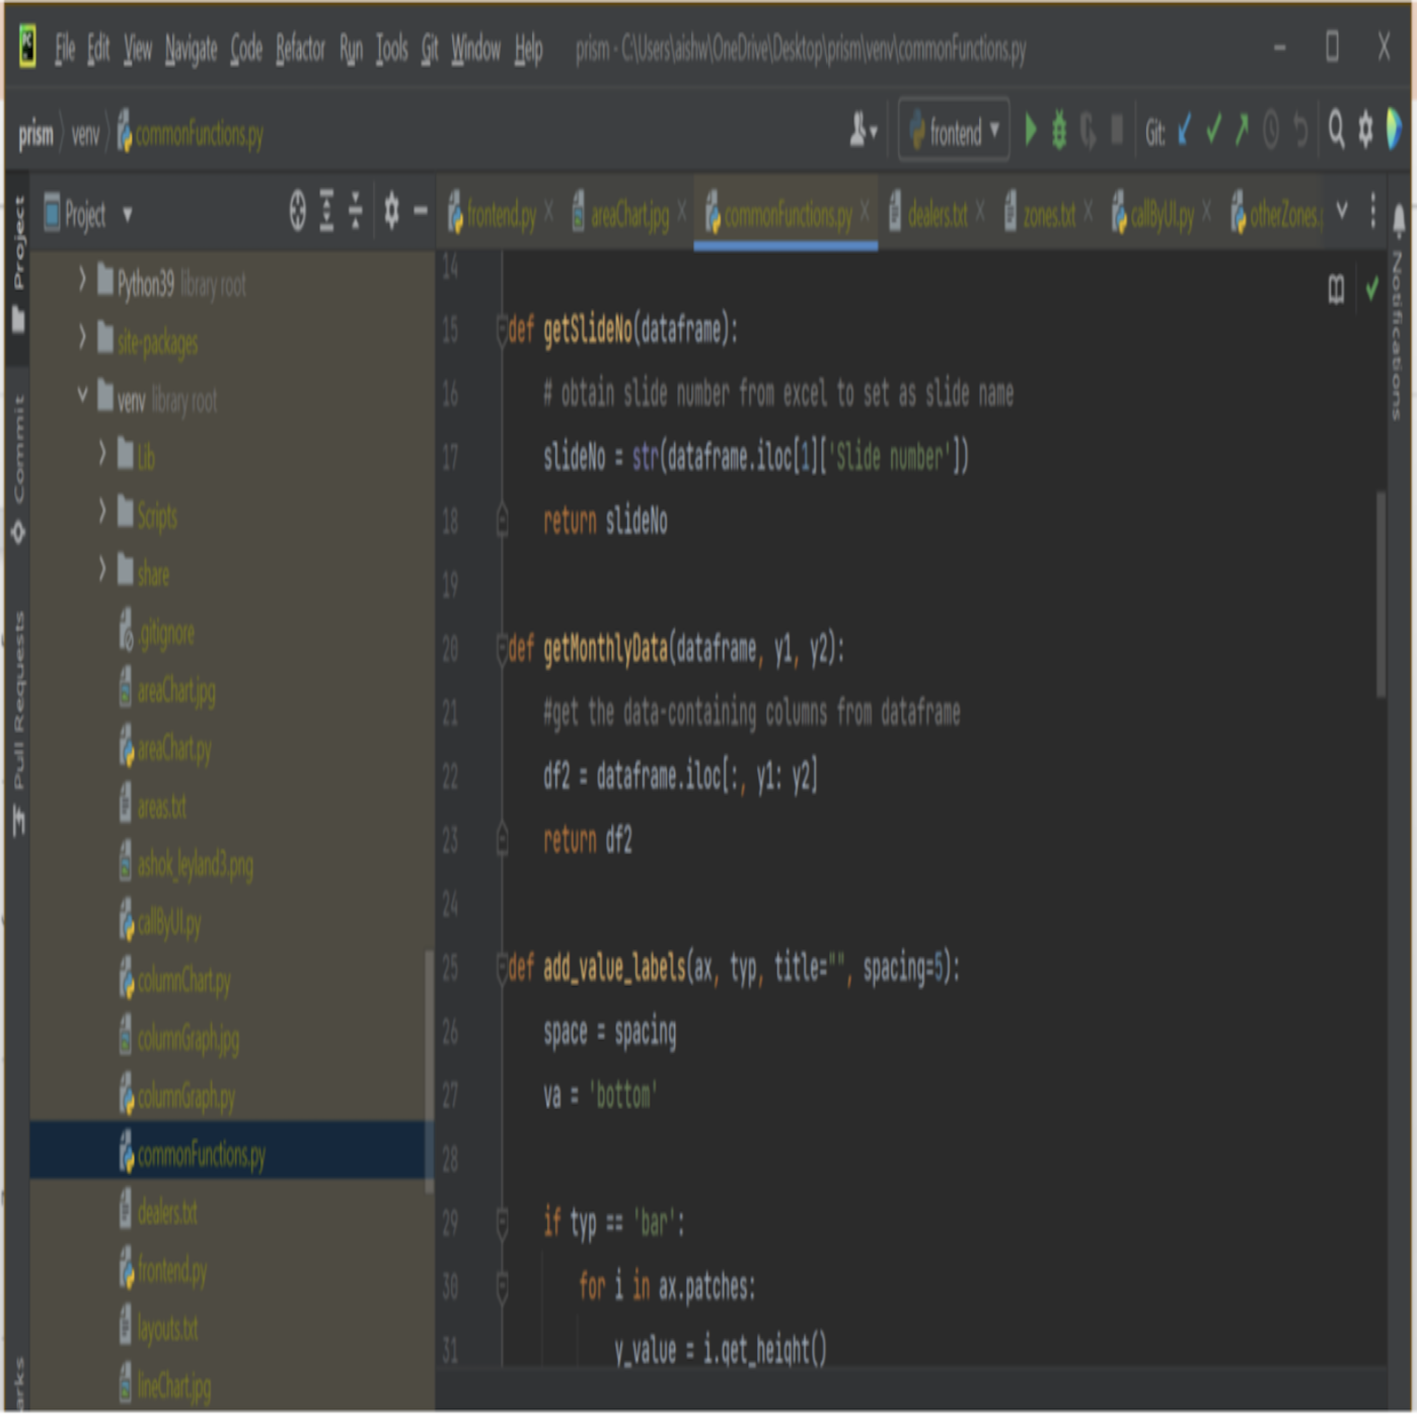 File Edit View Navigate Code Refactor Run Tools Git Window Help prism - C:\Users\aishw\OneDrive\Desktop\prism\venv\commonFunctions.py
prism venv commonFunctions.py frontend Git:
Project
frontend.py areaChart.jpg commonFunctions.py dealers.txt zones.txt callByUI.py otherZones.
Project
Commit
Pull Requests
arks
Notifications
Python39 library root
site-packages
venv library root
Lib
Scripts
share
.gitignore
areaChart.jpg
areaChart.py
areas.txt
ashok_leyland3.png
callByUI.py
columnChart.py
columnGraph.jpg
columnGraph.py
commonFunctions.py
dealers.txt
frontend.py
layouts.txt
lineChart.jpg
14
15 def getSlideNo(dataframe):
16 # obtain slide number from excel to set as slide name
17 slideNo = str(dataframe.iloc[1]['Slide number'])
18 return slideNo
19
20 def getMonthlyData(dataframe, y1, y2):
21 #get the data-containing columns from dataframe
22 df2 = dataframe.iloc[:, y1: y2]
23 return df2
24
25 def add_value_labels(ax, typ, title="", spacing=5):
26 space = spacing
27 va = 'bottom'
28
29 if typ == 'bar':
30 for i in ax.patches:
31 y_value = i.get_height()